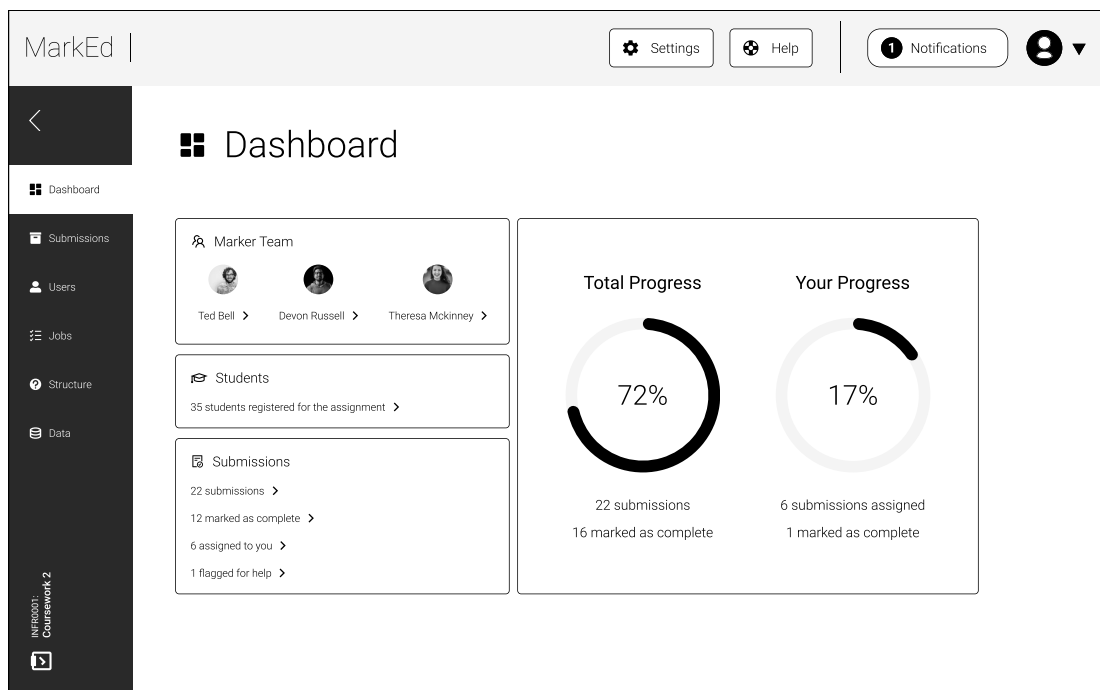 MarkEd
Settings
Help
1 Notifications
Dashboard
Dashboard
Submissions
Users
Jobs
Structure
Data
INFR0001:
Coursework 2
Marker Team
Ted Bell
Devon Russell
Theresa Mckinney
Students
35 students registered for the assignment
Submissions
22 submissions
12 marked as complete
6 assigned to you
1 flagged for help
Total Progress
72%
22 submissions
16 marked as complete
Your Progress
17%
6 submissions assigned
1 marked as complete